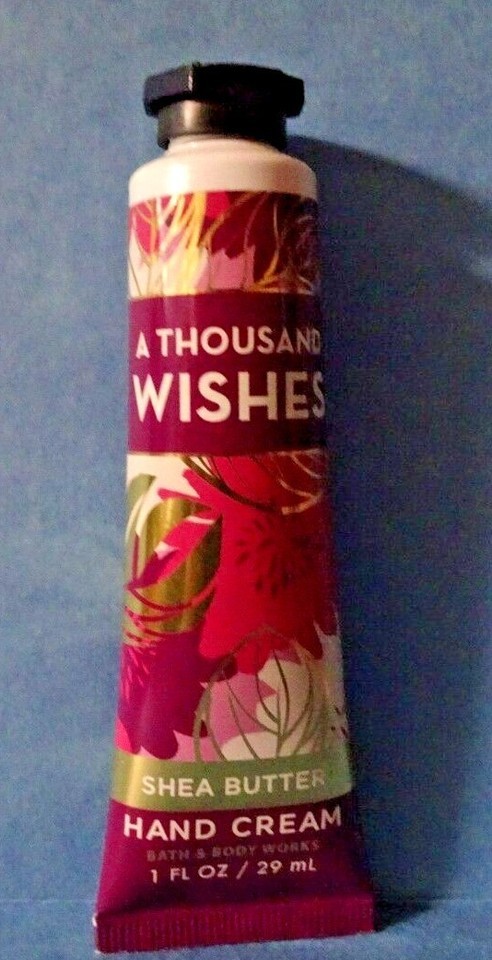 A THOUSAND
WISHES
SHEA BUTTER
HAND CREAM
BATH & BODY WORKS
1 FL OZ / 29 mL